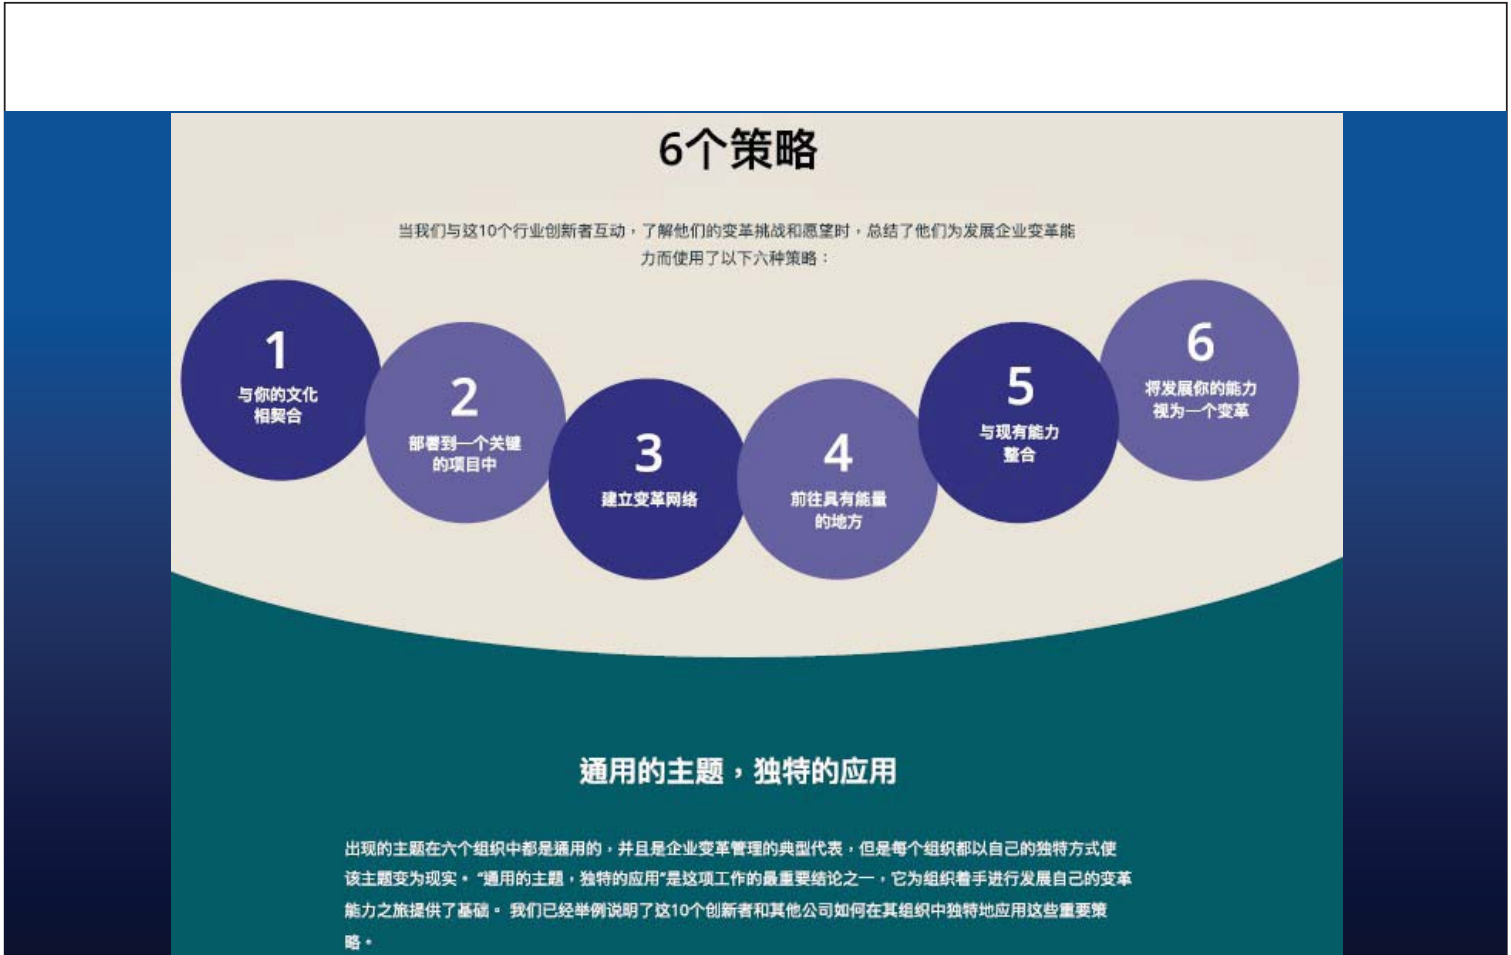 6个策略
当我们与这10个行业创新者互动，了解他们的变革挑战和愿望时，总结了他们为发展企业变革能
力而使用了以下六种策略：
1
与你的文化
相契合
2
部署到一个关键
的项目中
3
建立变革网络
4
前往具有能量
的地方
5
与现有能力
整合
6
将发展你的能力
视为一个变革
通用的主题，独特的应用
出现的主题在六个组织中都是通用的，并且是企业变革管理的典型代表，但是每个组织都以自己的独特方式使
该主题变为现实。 “通用的主题，独特的应用”是这项工作的最重要结论之一，它为组织着手进行发展自己的变革
能力之旅提供了基础。 我们已经举例说明了这10个创新者和其他公司如何在其组织中独特地应用这些重要策
略。